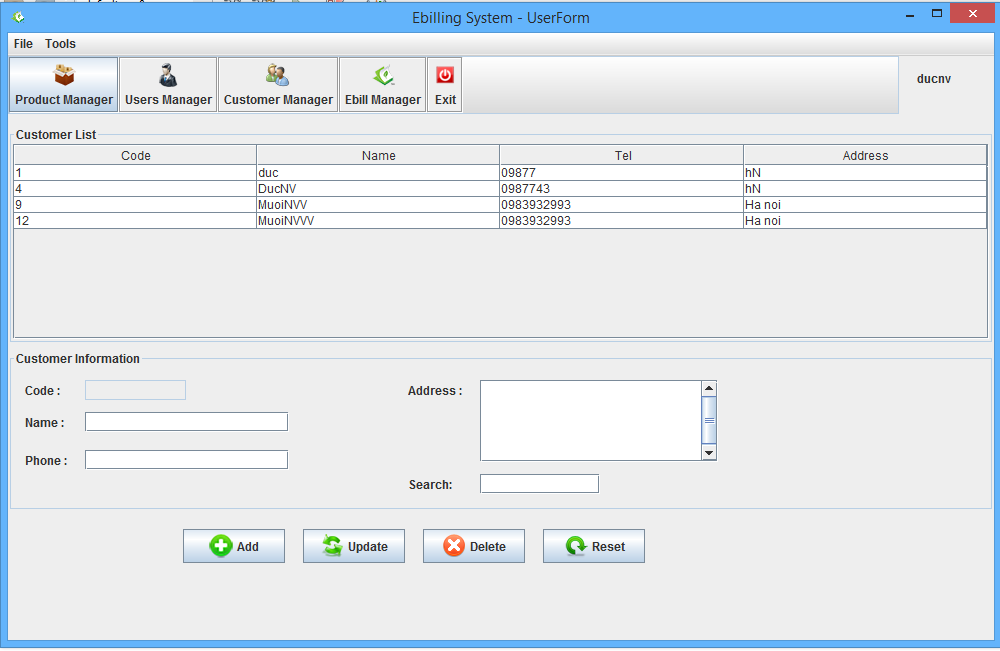 Ebilling System - UserForm
File Tools
Product Manager Users Manager Customer Manager Ebill Manager Exit ducnv
Customer List
Code Name Tel Address
1 duc 09877 hN
4 DucNV 0987743 hN
9 MuoiNVV 0983932993 Ha noi
12 MuoiNVVV 0983932993 Ha noi
Customer Information
Code : Address :
Name :
Phone :
Search:
Add Update Delete Reset